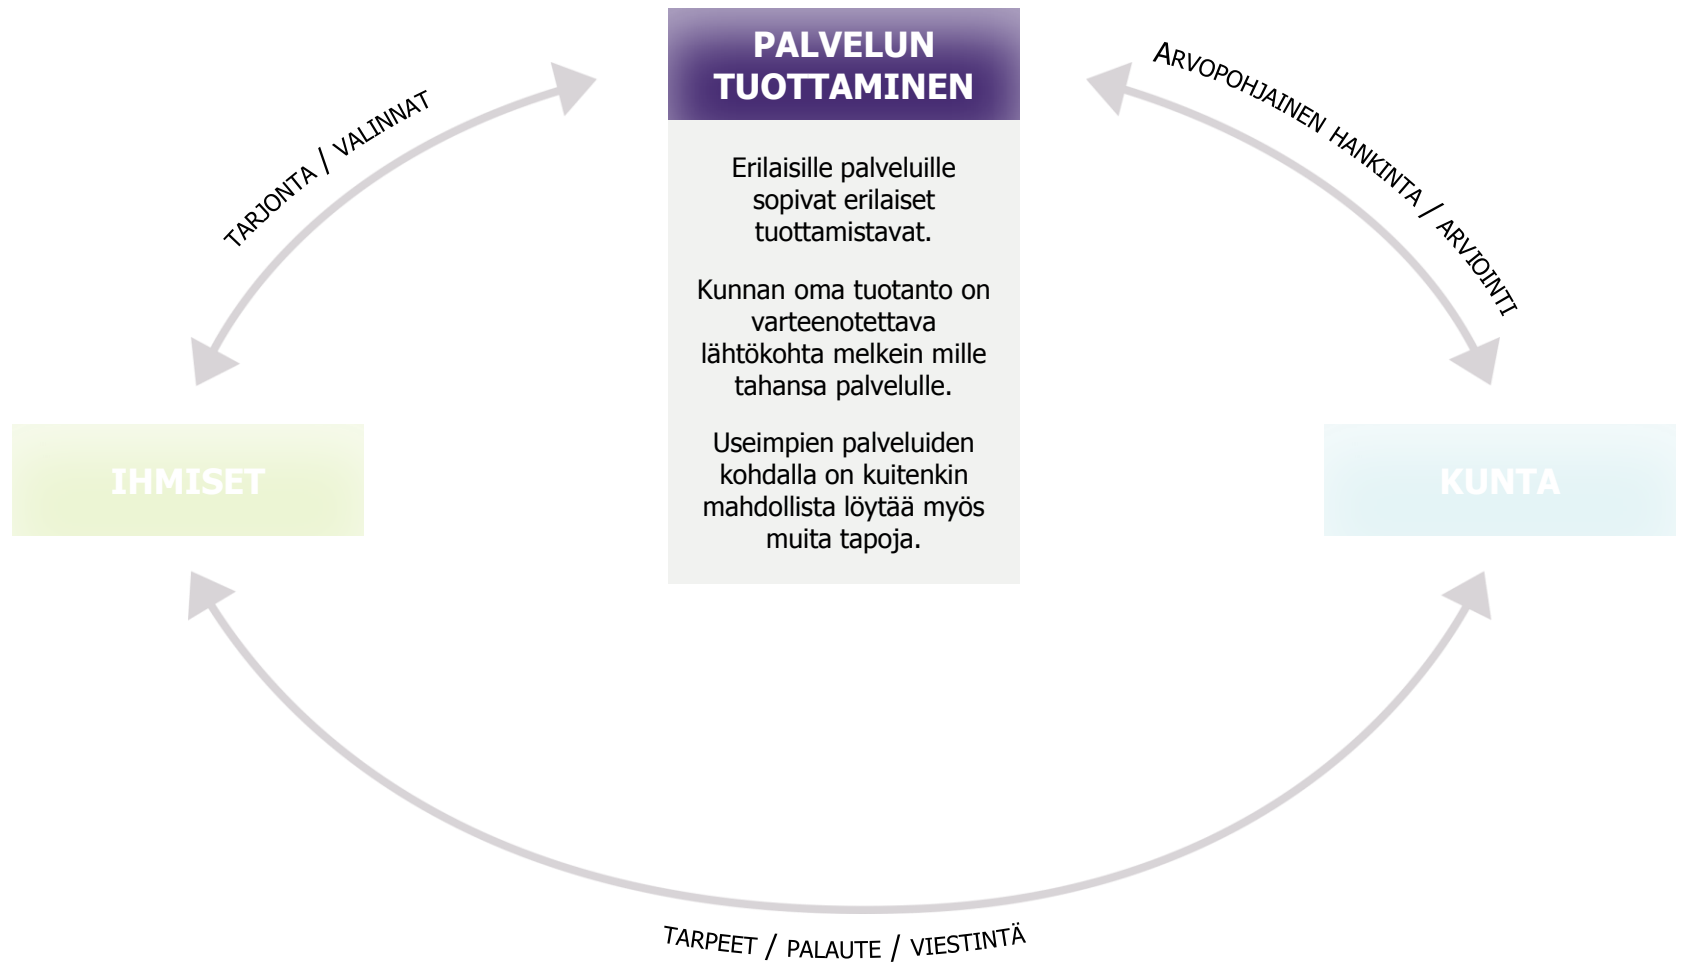 PALVELUN
TUOTTAMINEN
Erilaisille palveluille
sopivat erilaiset
tuottamistavat.
Kunnan oma tuotanto on
varteenotettava
lähtökohta melkein mille
tahansa palvelulle.
Useimpien palveluiden
kohdalla on kuitenkin
mahdollista löytää myös
muita tapoja.
TARJONTA / VALINNAT
ARVOPOHJAINEN HANKINTA / ARVIOINTI
IHMISET
KUNTA
TARPEET / PALAUTE / VIESTINTÄ